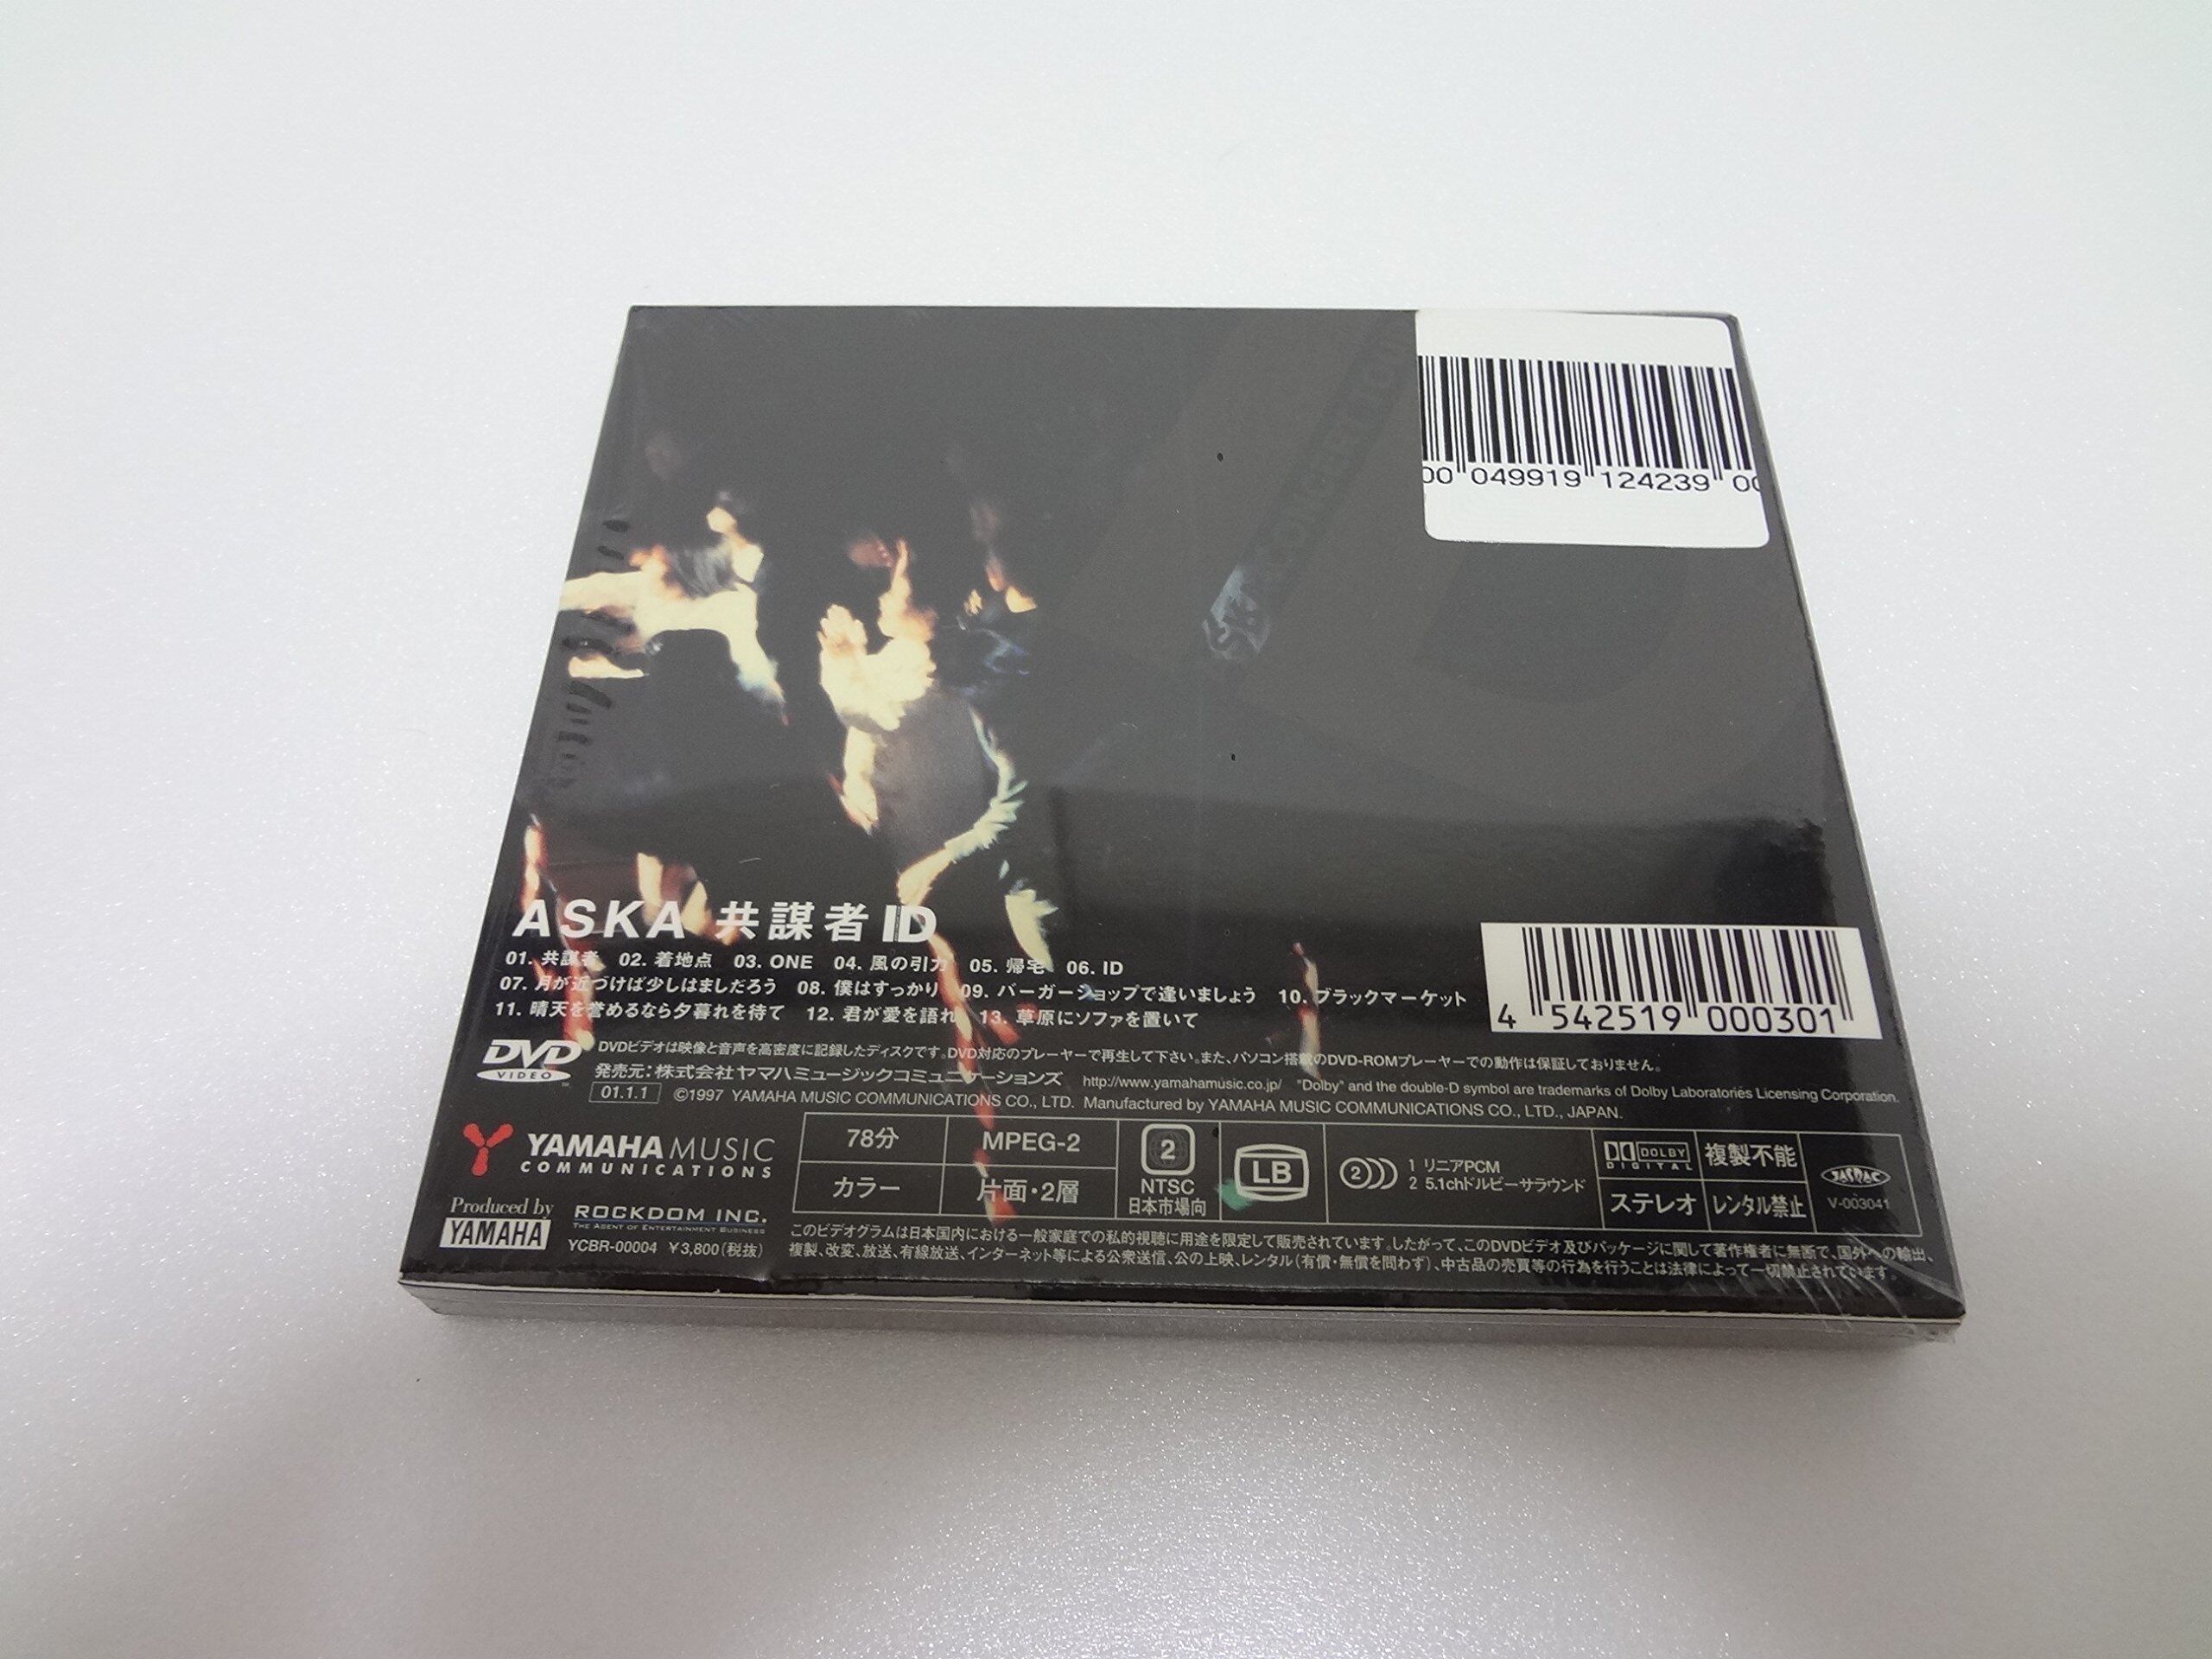 00 049919 124239 00
ASKA 共謀者 ID
01. 共謀者 02. 着地点 03. ONE 04. 風の引力 05. 帰宅 06. ID
07. 月が近づけば少しはましだろう 08. 僕はすっかり 09. バーガーショップで逢いましょう 10. ブラックマーケット
11. 晴天を誉めるなら夕暮れを待て 12. 君が愛を語れ 13. 草原にソファを置いて
4 542519 000301
DVD VIDEO
DVDビデオは映像と音声を高密度に記録したディスクです。DVD対応のプレーヤーで再生して下さい。また、パソコン搭載のDVD-ROMプレーヤーでの動作は保証しておりません。
発売元:株式会社ヤマハミュージックコミュニケーションズ http://www.yamahamusic.co.jp/ "Dolby" and the double-D symbol are trademarks of Dolby Laboratories Licensing Corporation.
01.1.1 ©1997 YAMAHA MUSIC COMMUNICATIONS CO., LTD. Manufactured by YAMAHA MUSIC COMMUNICATIONS CO., LTD., JAPAN.
YAMAHA MUSIC
COMMUNICATIONS
78分 MPEG-2
カラー 片面・2層
2
NTSC
日本市場向
LB
2
1 リニアPCM
2 5.1chドルビーサラウンド
DOLBY
DIGITAL
複製不能
ステレオ
レンタル禁止
JASRAC
V-003041
Produced by
YAMAHA
ROCKDOM INC.
THE AGENT OF ENTERTAINMENT BUSINESS
YCBR-00004 ¥3,800(税抜)
このビデオグラムは日本国内における一般家庭での私的視聴に用途を限定して販売されています。したがって、このDVDビデオ及びパッケージに関して著作権者に無断で、国外への輸出、
複製、改変、放送、有線放送、インターネット等による公衆送信、公の上映、レンタル(有償・無償を問わず)、中古品の売買等の行為を行うことは法律によって一切禁止されています。